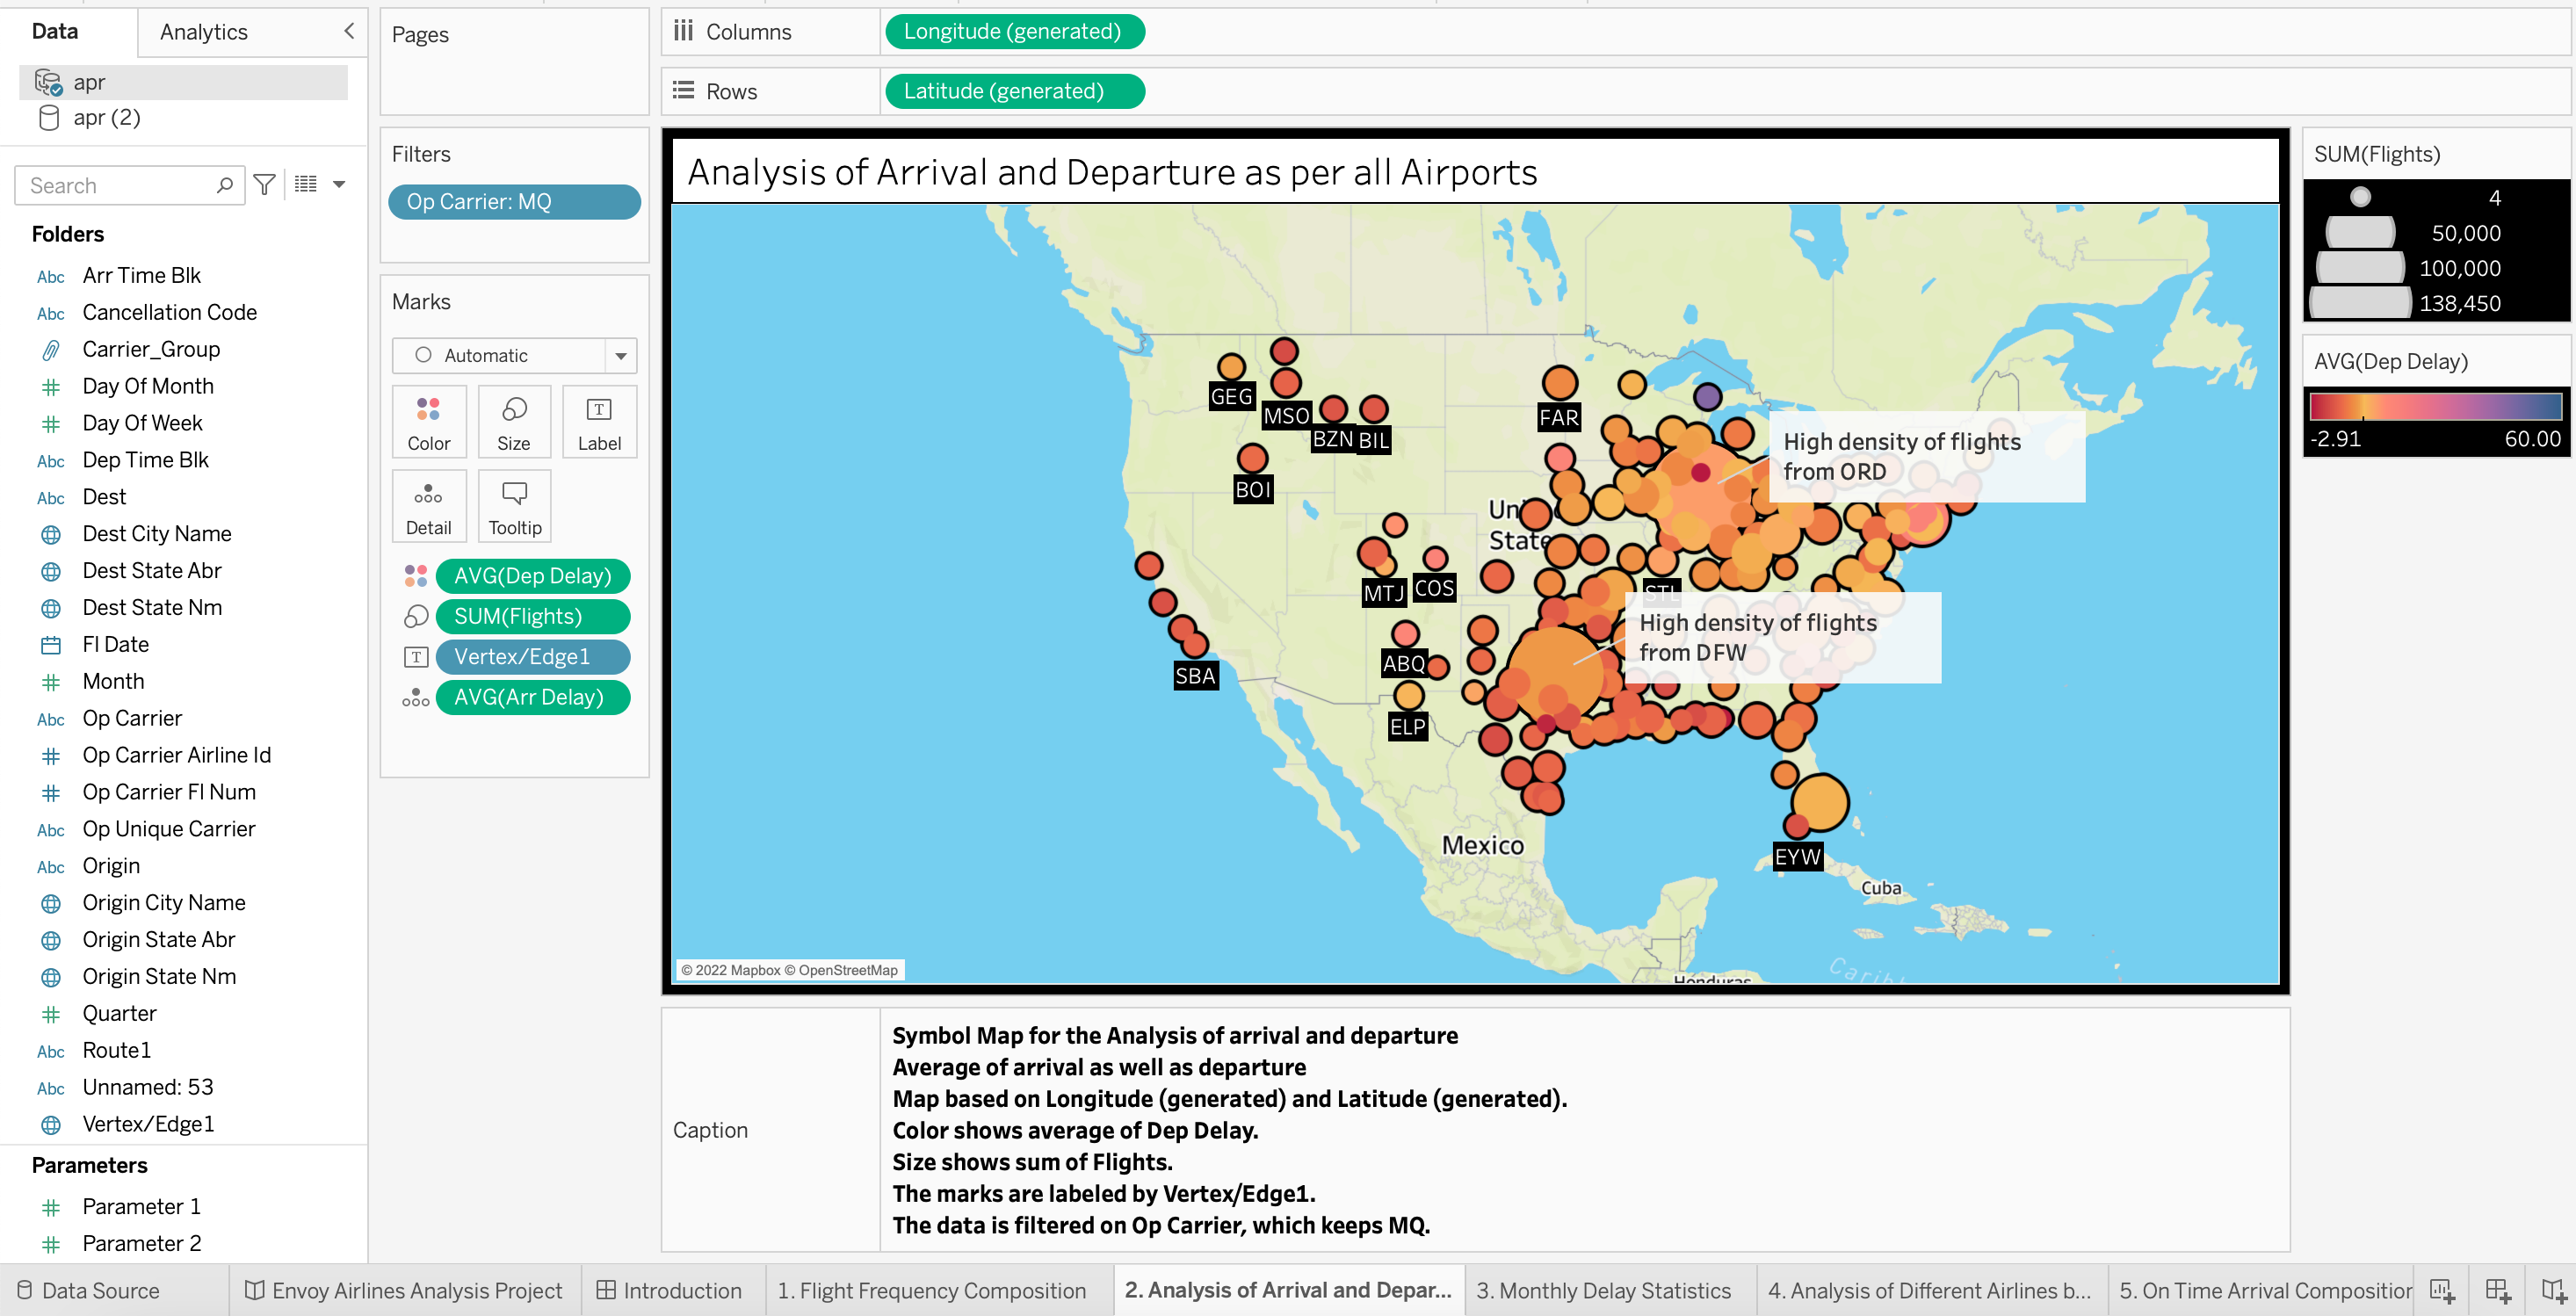 Data
Analytics
apr
apr (2)
Search
Folders
Abc Arr Time Blk
Abc Cancellation Code
Carrier_Group
# Day Of Month
# Day Of Week
Abc Dep Time Blk
Abc Dest
Dest City Name
Dest State Abr
Dest State Nm
Fl Date
# Month
Abc Op Carrier
# Op Carrier Airline Id
# Op Carrier Fl Num
Abc Op Unique Carrier
Abc Origin
Origin City Name
Origin State Abr
Origin State Nm
# Quarter
Abc Route1
Abc Unnamed: 53
Vertex/Edge1
Parameters
# Parameter 1
# Parameter 2
Pages
Filters
Op Carrier: MQ
Marks
Automatic
Color
Size
T Label
Detail
Tooltip
AVG(Dep Delay)
SUM(Flights)
T Vertex/Edge1
AVG(Arr Delay)
Columns
Longitude (generated)
Rows
Latitude (generated)
Analysis of Arrival and Departure as per all Airports
GEG
MSO
BZN
BIL
FAR
BOI
High density of flights
from ORD
State
MTJ
COS
STL
High density of flights
from DFW
SBA
ABQ
ELP
Mexico
EYW
Cuba
© 2022 Mapbox © OpenStreetMap
Honduras
Caption
Symbol Map for the Analysis of arrival and departure
Average of arrival as well as departure
Map based on Longitude (generated) and Latitude (generated).
Color shows average of Dep Delay.
Size shows sum of Flights.
The marks are labeled by Vertex/Edge1.
The data is filtered on Op Carrier, which keeps MQ.
SUM(Flights)
4
50,000
100,000
138,450
AVG(Dep Delay)
-2.91
60.00
Data Source
Envoy Airlines Analysis Project
Introduction
1. Flight Frequency Composition
2. Analysis of Arrival and Depar...
3. Monthly Delay Statistics
4. Analysis of Different Airlines b...
5. On Time Arrival Composition